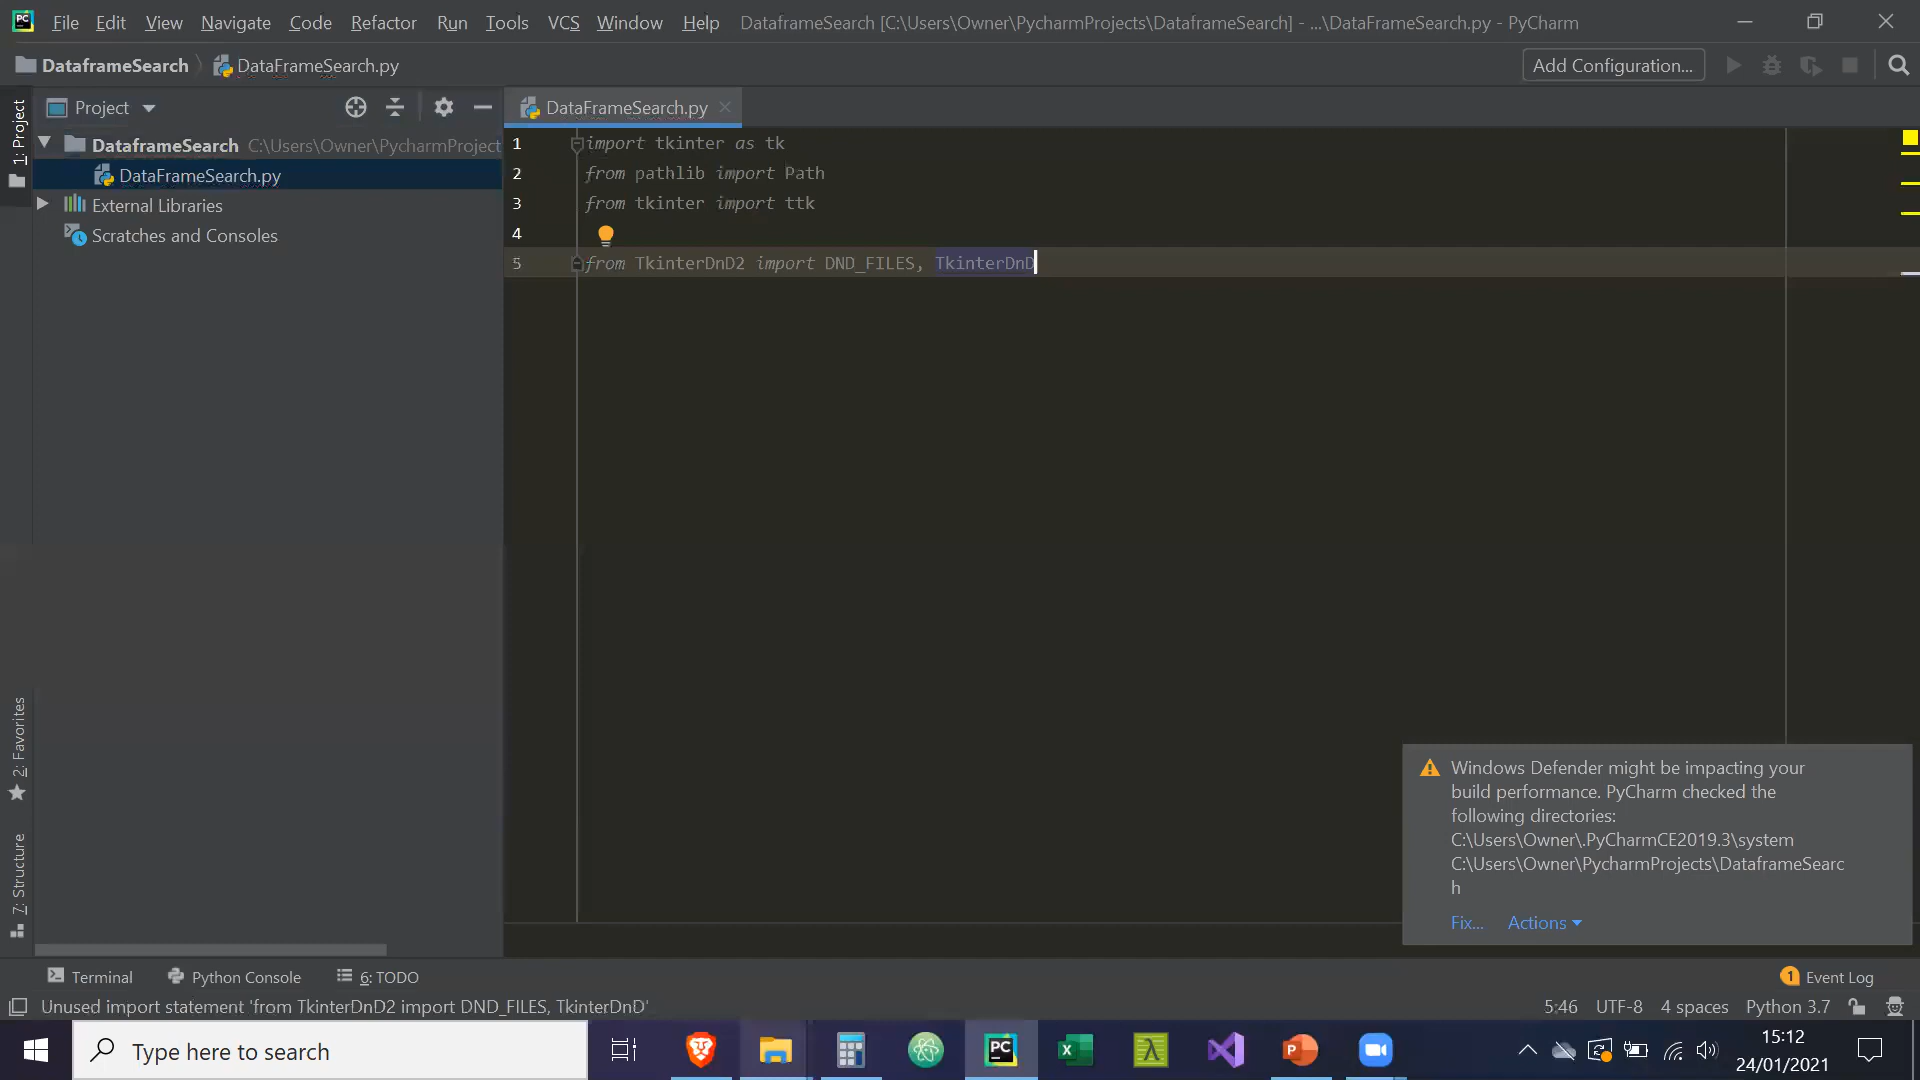 PC File Edit View Navigate Code Refactor Run Tools VCS Window Help DataframeSearch [C:\Users\Owner\PycharmProjects\DataframeSearch] - ...\DataFrameSearch.py - PyCharm
DataframeSearch DataFrameSearch.py Add Configuration...
1: Project
Project
DataFrameSearch.py
DataframeSearch C:\Users\Owner\PycharmProject
DataFrameSearch.py
External Libraries
Scratches and Consoles
1 import tkinter as tk
2 from pathlib import Path
3 from tkinter import ttk
4
5 from TkinterDnD2 import DND_FILES, TkinterDnD
2: Favorites
7: Structure
Windows Defender might be impacting your
build performance. PyCharm checked the
following directories:
C:\Users\Owner\.PyCharmCE2019.3\system
C:\Users\Owner\PycharmProjects\DataframeSearc
h
Fix... Actions
Terminal Python Console 6: TODO 1 Event Log
Unused import statement 'from TkinterDnD2 import DND_FILES, TkinterDnD' 5:46 UTF-8 4 spaces Python 3.7
Type here to search
PC
15:12
24/01/2021